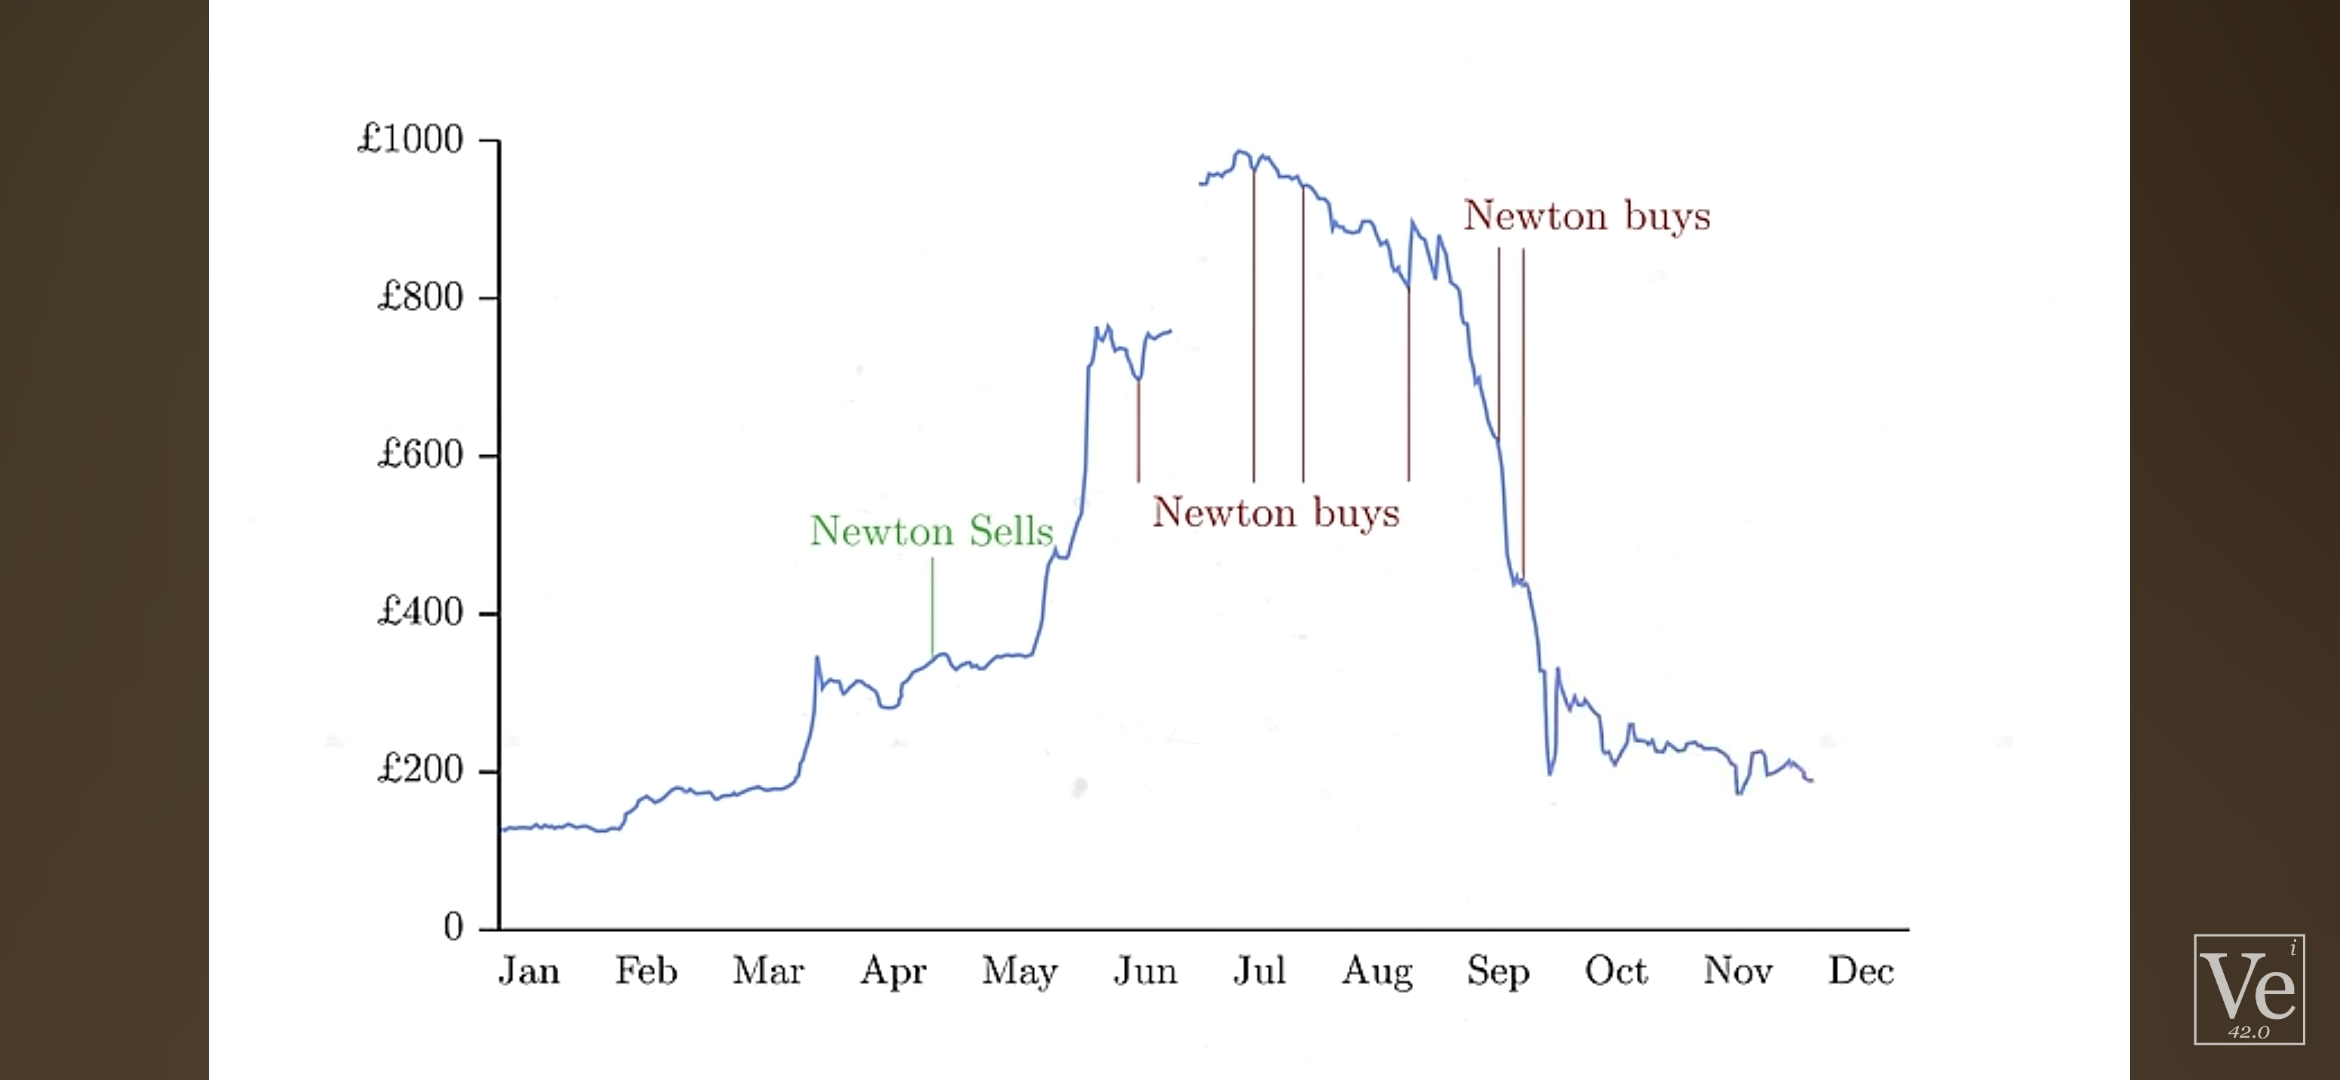 £1000
£800
£600
£400
£200
0
Newton Sells
Newton buys
Newton buys
Jan Feb Mar Apr May Jun Jul Aug Sep Oct Nov Dec
i
Ve
42.0